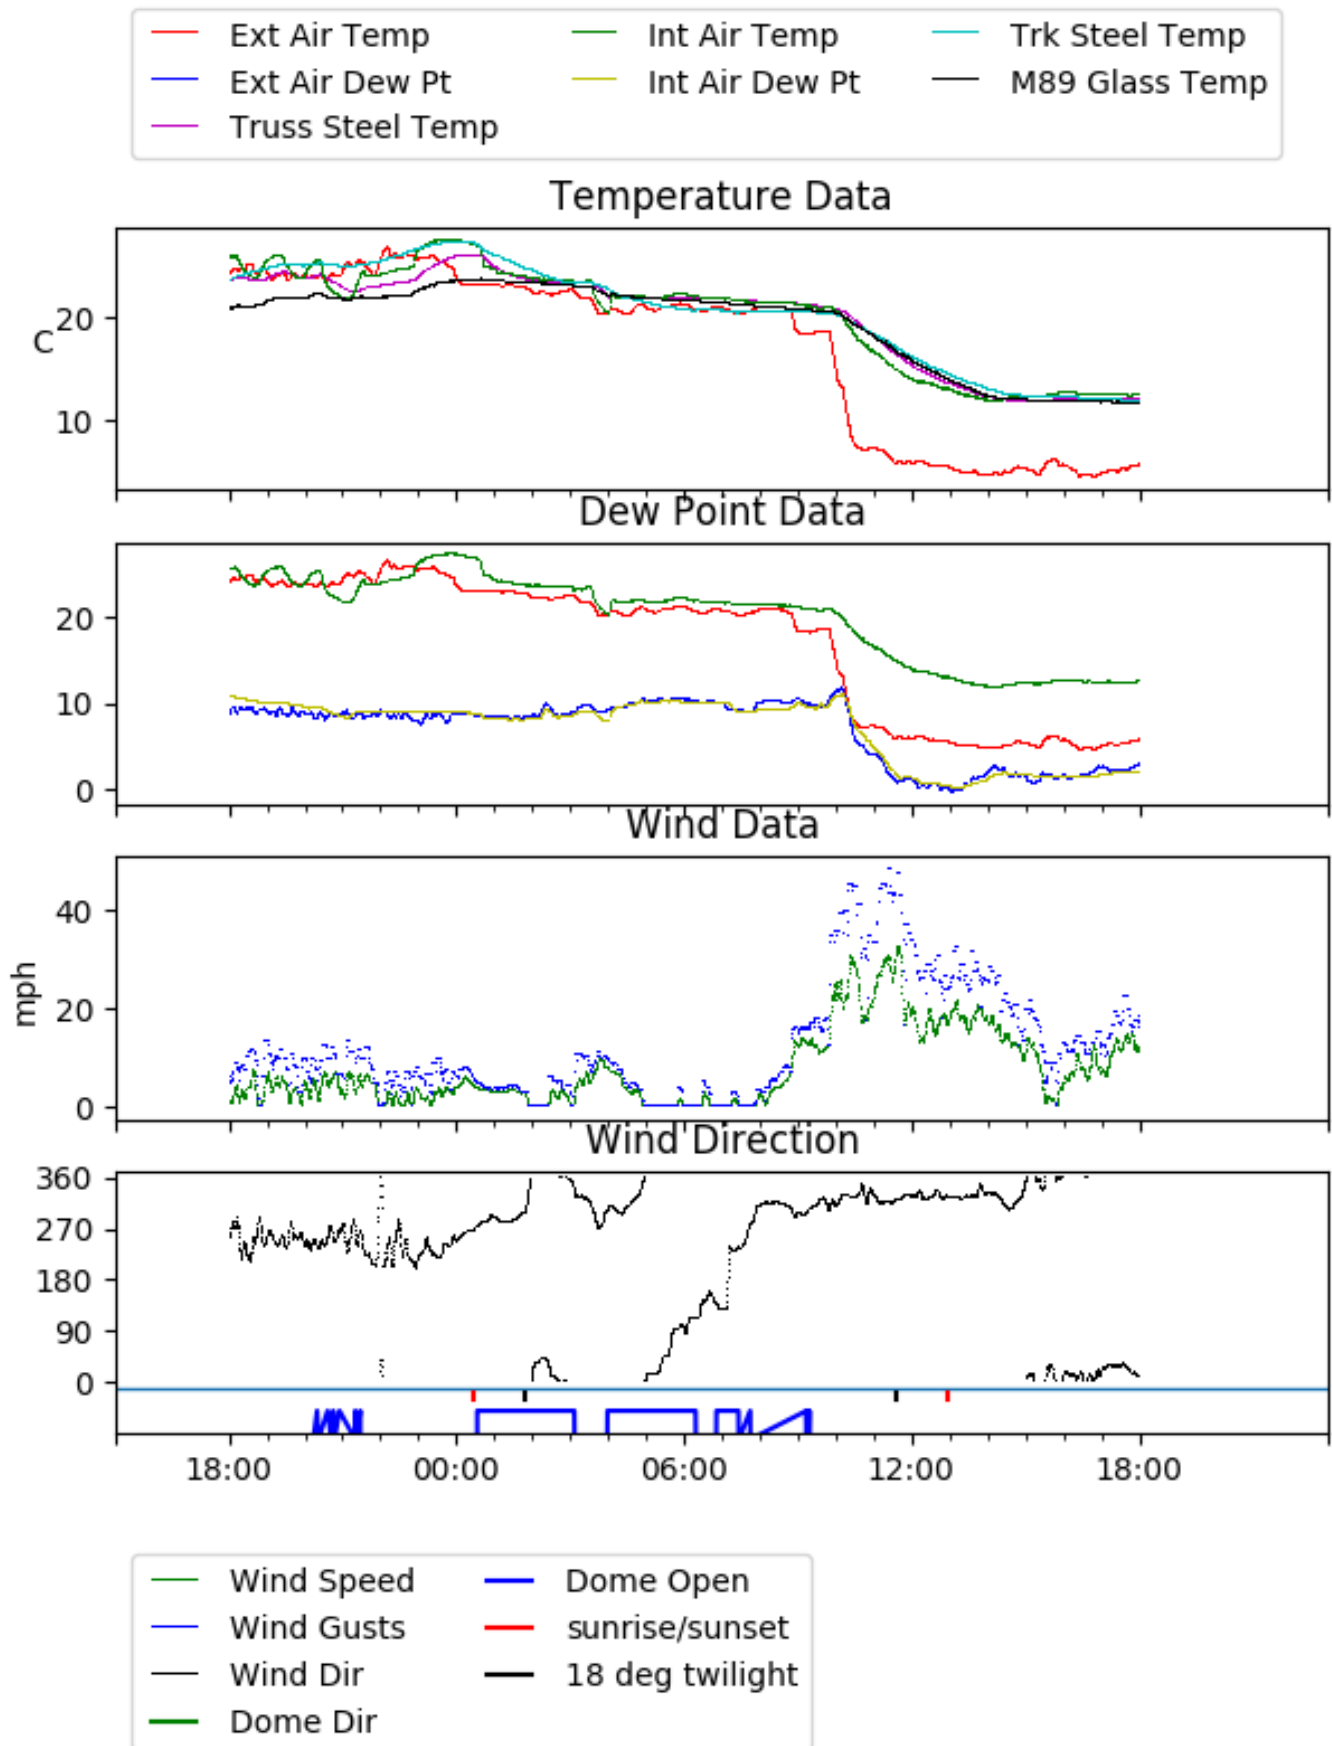 Ext Air Temp Int Air Temp Trk Steel Temp
Ext Air Dew Pt Int Air Dew Pt M89 Glass Temp
Truss Steel Temp
Temperature Data
20
C
10
Dew Point Data
20
10
0
Wind Data
40
mph
20
0
Wind Direction
360
270
180
90
0
18:00 00:00 06:00 12:00 18:00
Wind Speed Dome Open
Wind Gusts sunrise/sunset
Wind Dir 18 deg twilight
Dome Dir